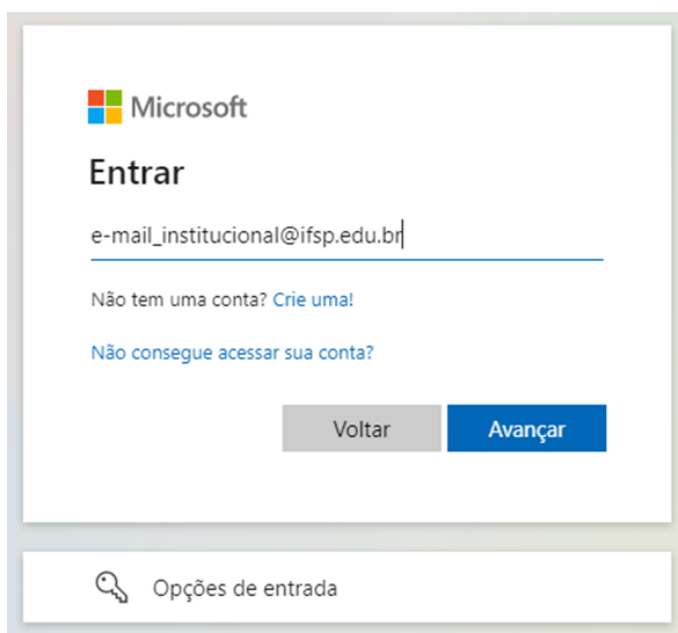 Microsoft
Entrar
e-mail_institucional@ifsp.edu.br
Não tem uma conta? Crie uma!
Não consegue acessar sua conta?
Voltar Avançar
Opções de entrada